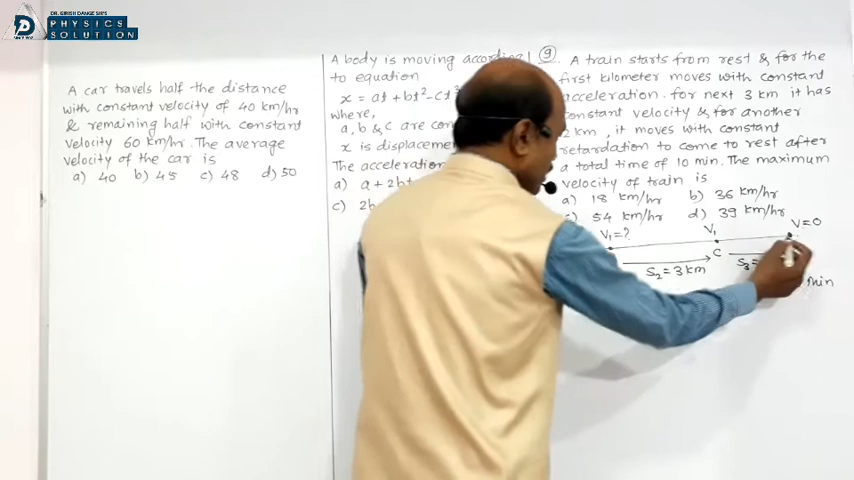 DR. GIRISH DANGE SIR'S
PHYSICS
SOLUTION
A car travels half the distance
with constant velocity of 40 km/hr
& remaining half with constant
velocity 60 km/hr. The average
velocity of the car is
a) 40 b) 45 c) 48 d) 50
A body is moving according
to equation
x = at + bt² - ct³
where,
a, b & c are con
x is displaceme
The acceleration
a) a + 2bt
c) 2b
9
A train starts from rest & for the
first kilometer moves with constant
acceleration. for next 3 km it has
constant velocity & for another
2 km, it moves with constant
retardation to come to rest after
a total time of 10 min. The maximum
velocity of train is
a) 18 km/hr b) 36 km/hr
c) 54 km/hr d) 39 km/hr
V₁=? V₁ V=0
C
S₂ = 3 km S₃ =
min